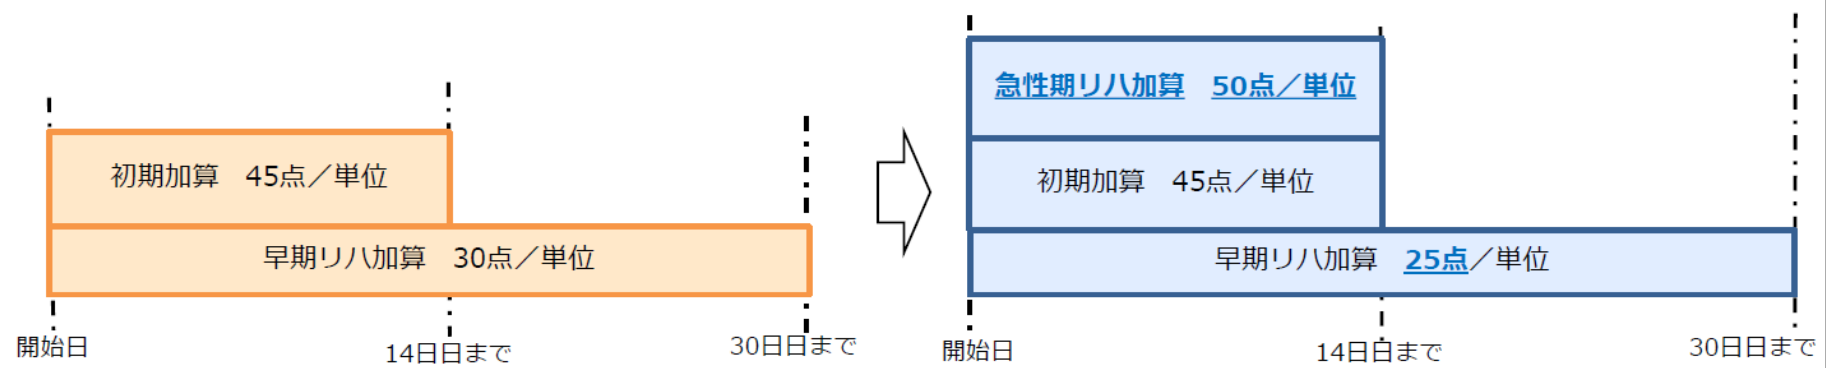 初期加算　45点／単位
早期リハ加算　30点／単位
開始日
14日日まで
30日日まで
急性期リハ加算　50点／単位
初期加算　45点／単位
早期リハ加算　25点／単位
開始日
14日日まで
30日日まで